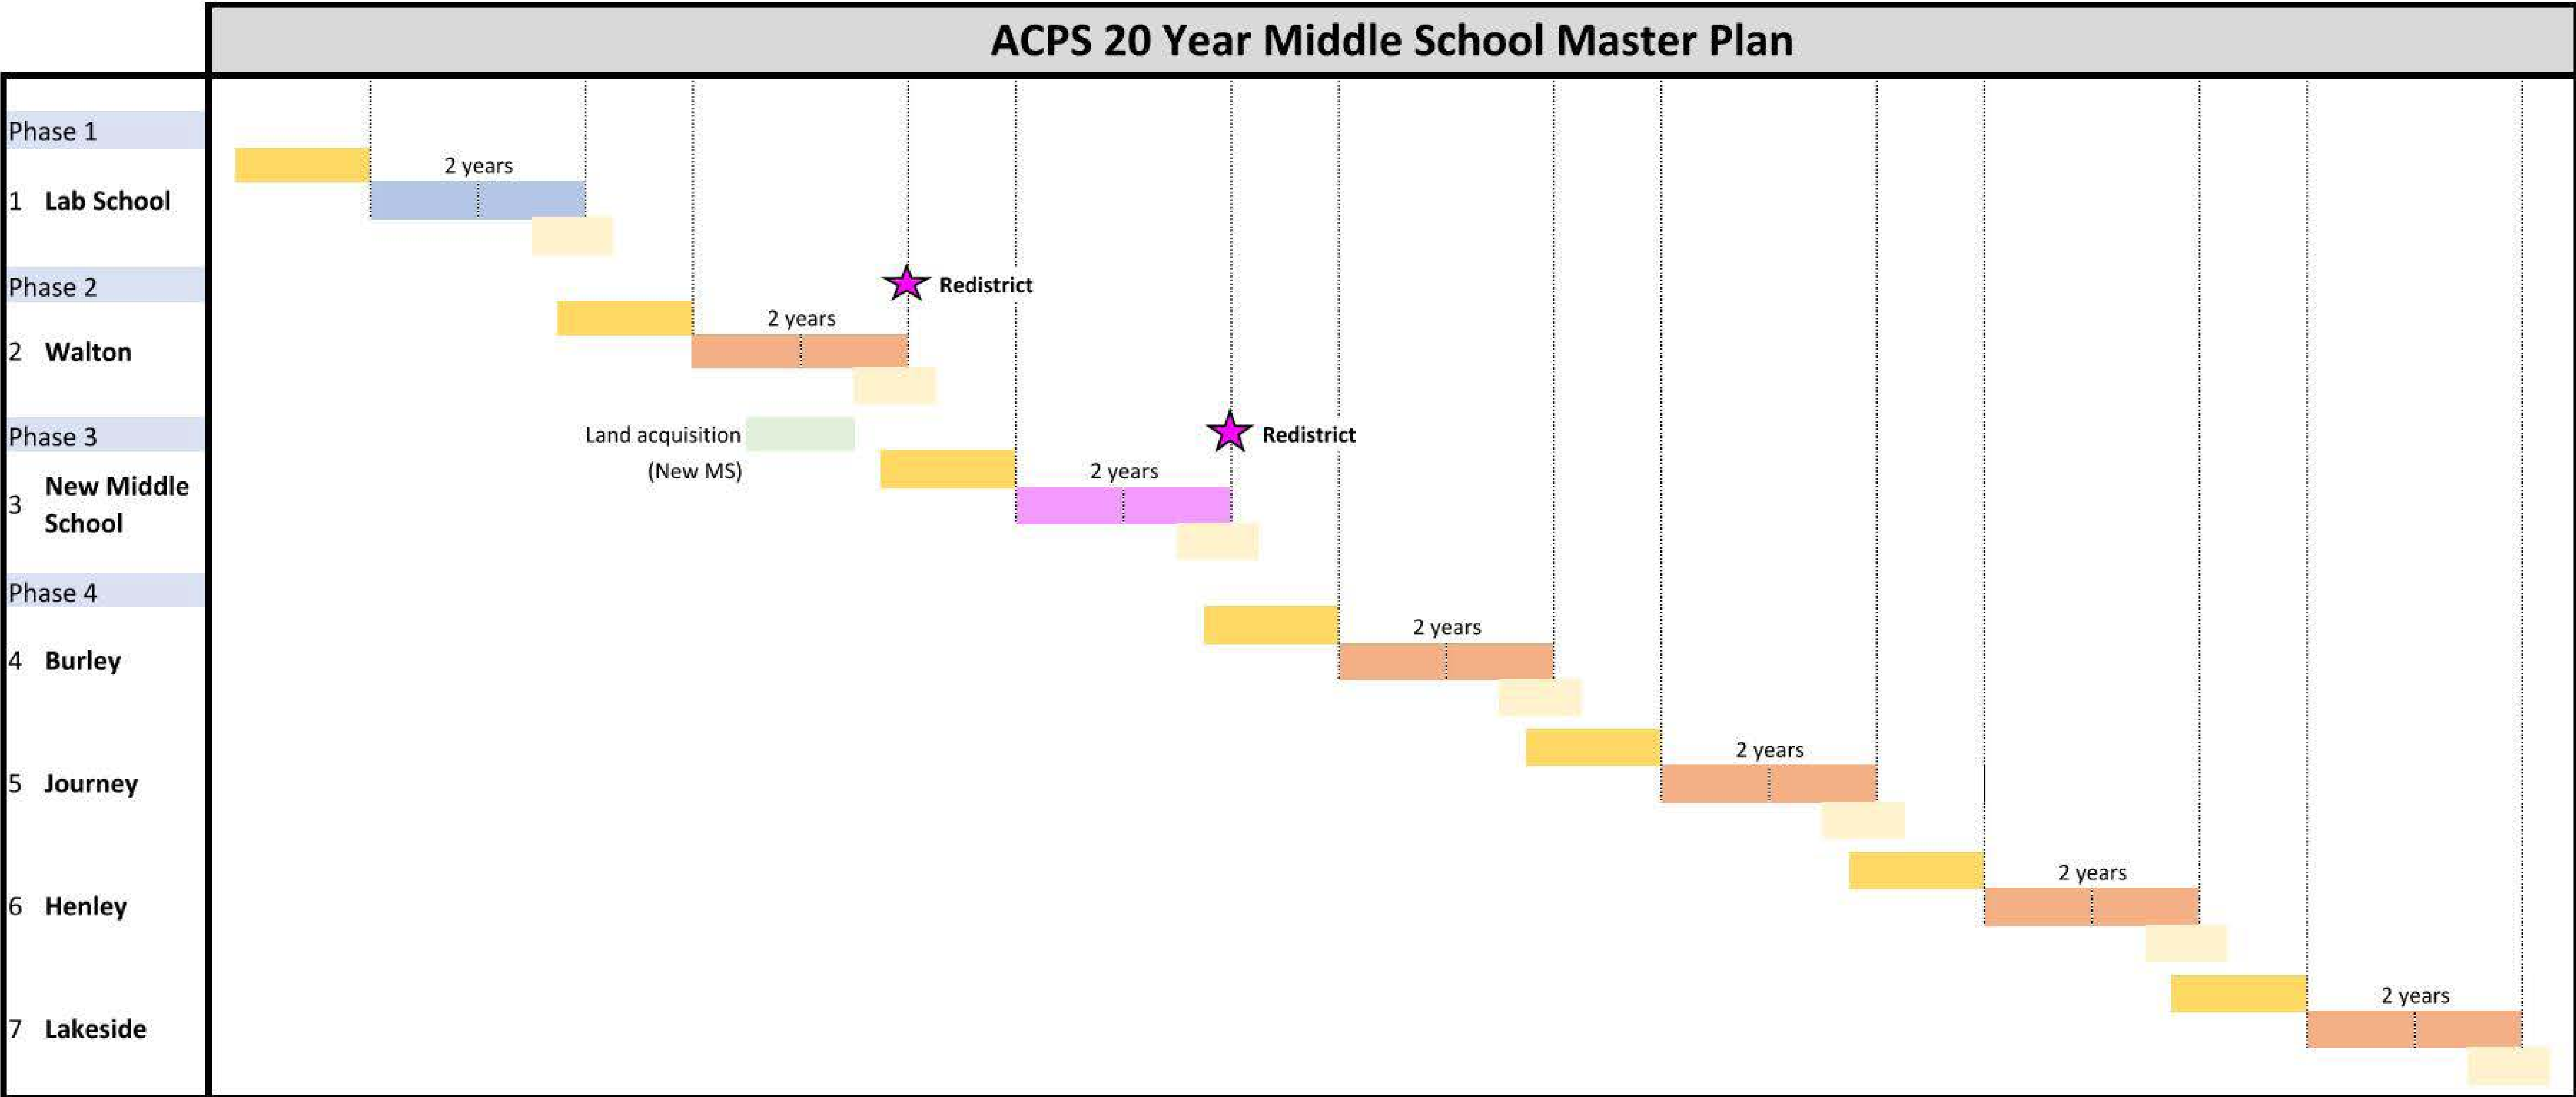 ACPS 20 Year Middle School Master Plan
Phase 1
2 years
1 Lab School
Phase 2
Redistrict
2 years
2 Walton
Phase 3
Land acquisition
(New MS)
Redistrict
2 years
3 New Middle
School
Phase 4
2 years
4 Burley
2 years
5 Journey
2 years
6 Henley
2 years
7 Lakeside